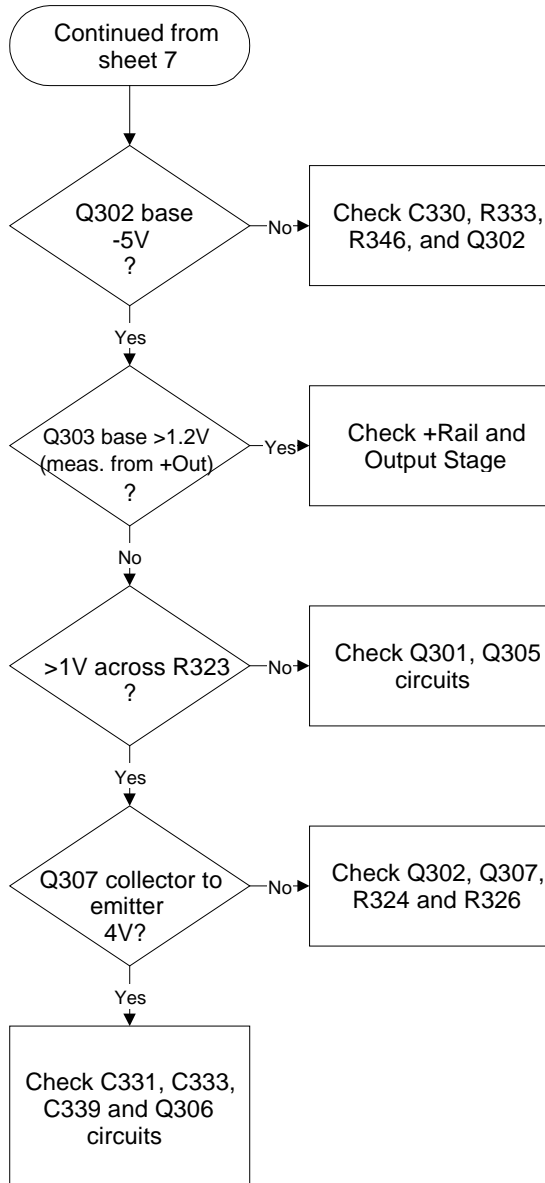 Continued from
sheet 7
Q302 base
-5V
?
No
Check C330, R333,
R346, and Q302
Yes
Q303 base >1.2V
(meas. from +Out)
?
Yes
Check +Rail and
Output Stage
No
>1V across R323
?
No
Check Q301, Q305
circuits
Yes
Q307 collector to
emitter
4V?
No
Check Q302, Q307,
R324 and R326
Yes
Check C331, C333,
C339 and Q306
circuits